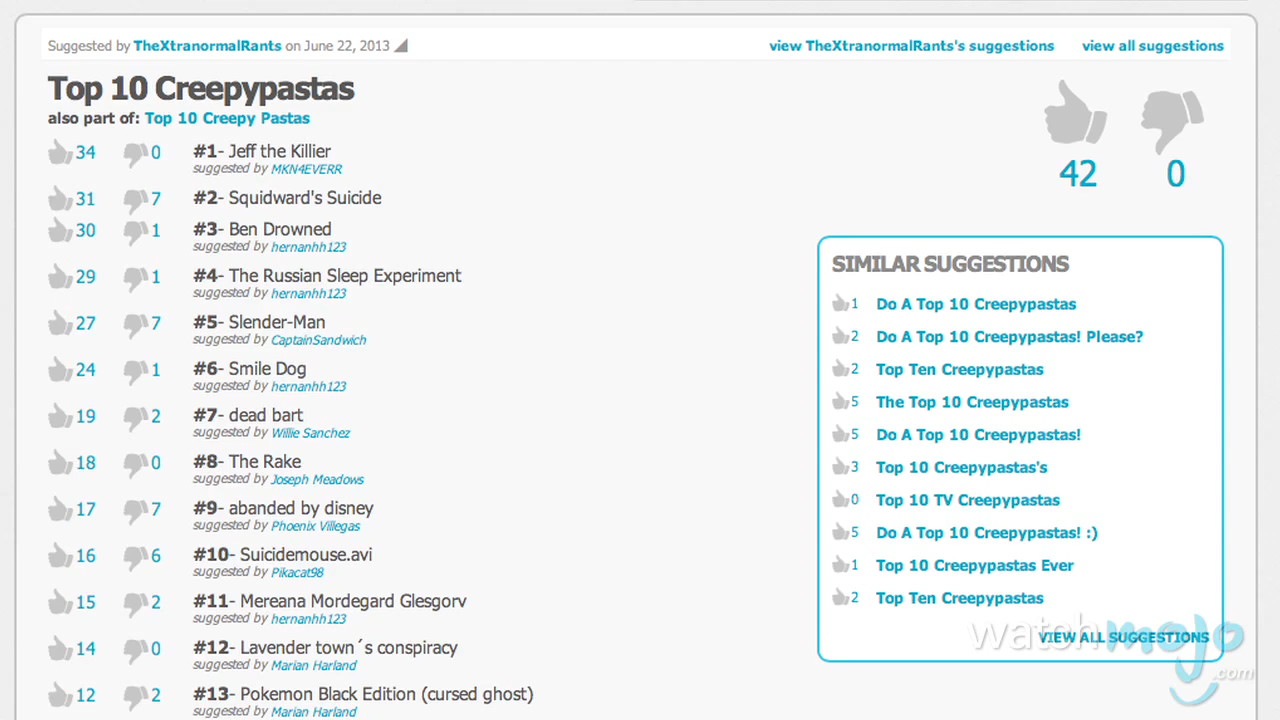 Suggested by TheXtranormalRants on June 22, 2013
view TheXtranormalRants's suggestions
view all suggestions
Top 10 Creepypastas
also part of: Top 10 Creepy Pastas
42
0
34 0 #1- Jeff the Killier
suggested by MKN4EVERR
31 7 #2- Squidward's Suicide
30 1 #3- Ben Drowned
suggested by hernanhh123
29 1 #4- The Russian Sleep Experiment
suggested by hernanhh123
27 7 #5- Slender-Man
suggested by CaptainSandwich
24 1 #6- Smile Dog
suggested by hernanhh123
19 2 #7- dead bart
suggested by Willie Sanchez
18 0 #8- The Rake
suggested by Joseph Meadows
17 7 #9- abanded by disney
suggested by Phoenix Villegas
16 6 #10- Suicidemouse.avi
suggested by Pikacat98
15 2 #11- Mereana Mordegard Glesgorv
suggested by hernanhh123
14 0 #12- Lavender town´s conspiracy
suggested by Marian Harland
12 2 #13- Pokemon Black Edition (cursed ghost)
suggested by Marian Harland
SIMILAR SUGGESTIONS
1 Do A Top 10 Creepypastas
2 Do A Top 10 Creepypastas! Please?
2 Top Ten Creepypastas
5 The Top 10 Creepypastas
5 Do A Top 10 Creepypastas!
3 Top 10 Creepypastas's
0 Top 10 TV Creepypastas
5 Do A Top 10 Creepypastas! :)
1 Top 10 Creepypastas Ever
2 Top Ten Creepypastas
VIEW ALL SUGGESTIONS
watchmojo
.com